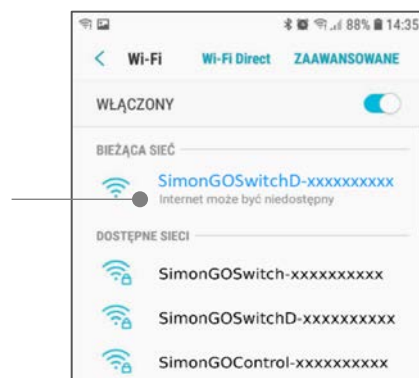 88% 14:35
Wi-Fi Wi-Fi Direct ZAAWANSOWANE
WŁĄCZONY
BIEŻĄCA SIEĆ
SimonGOSwitchD-xxxxxxxxxx
Internet może być niedostępny
DOSTĘPNE SIECI
SimonGOSwitch-xxxxxxxxxx
SimonGOSwitchD-xxxxxxxxxx
SimonGOControl-xxxxxxxxxx